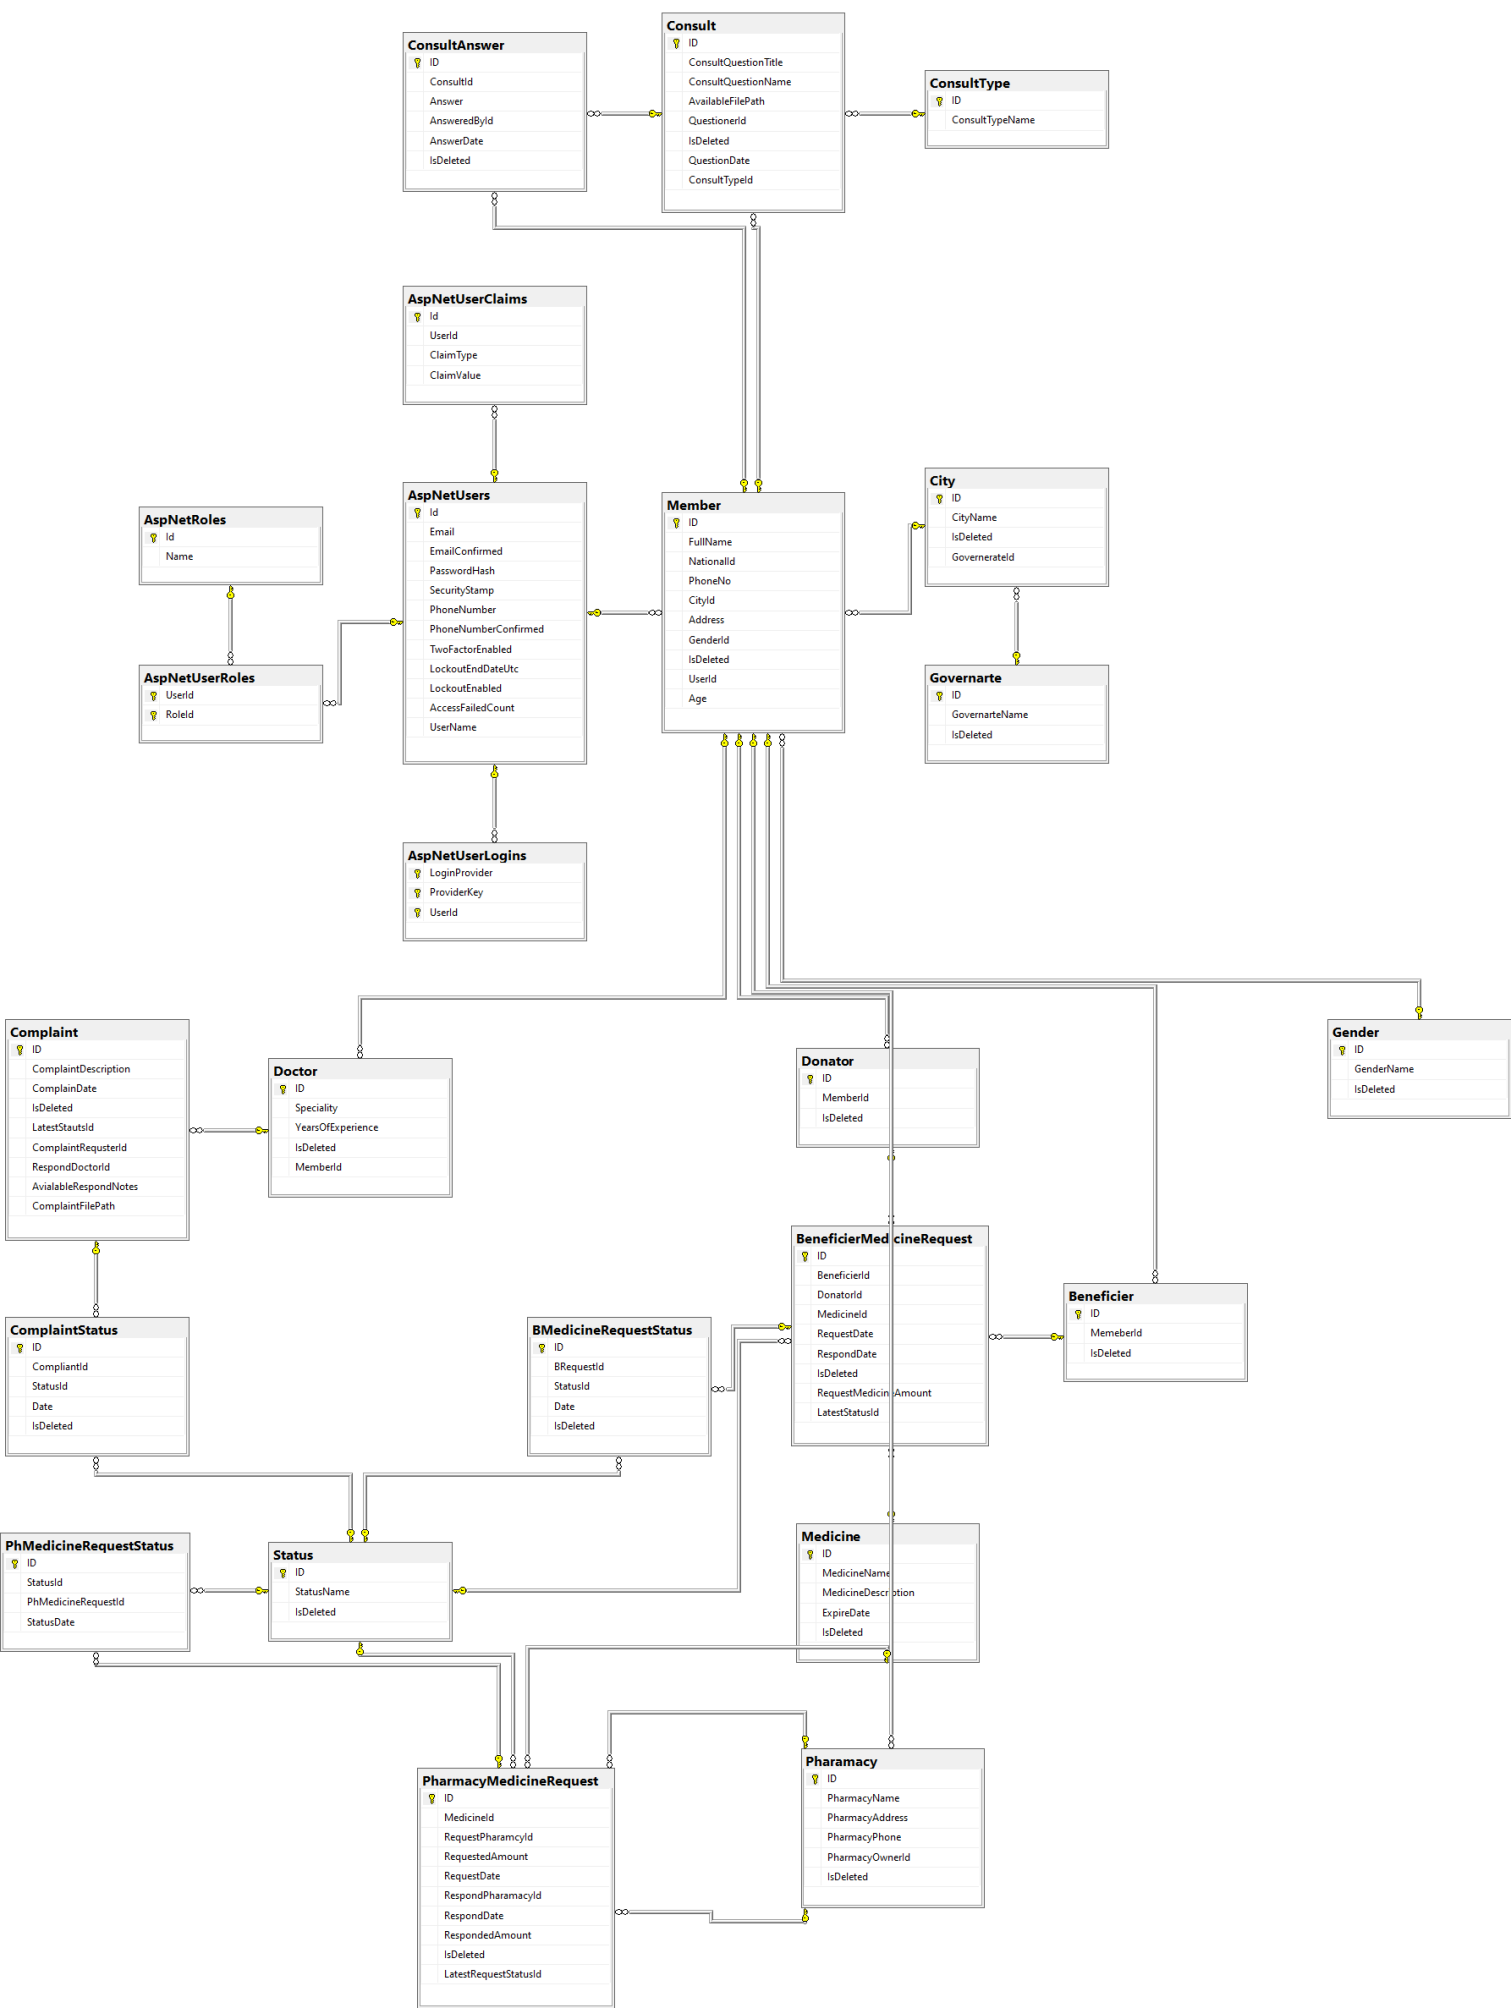 Consult
ID
ConsultQuestionTitle
ConsultQuestionName
AvailableFilePath
QuestionerId
IsDeleted
QuestionDate
ConsultTypeId
ConsultAnswer
ID
ConsultId
Answer
AnsweredById
AnswerDate
IsDeleted
ConsultType
ID
ConsultTypeName
AspNetUserClaims
Id
UserId
ClaimType
ClaimValue
AspNetUsers
Id
Email
EmailConfirmed
PasswordHash
SecurityStamp
PhoneNumber
PhoneNumberConfirmed
TwoFactorEnabled
LockoutEndDateUtc
LockoutEnabled
AccessFailedCount
UserName
Member
ID
FullName
NationalId
PhoneNo
CityId
Address
GenderId
IsDeleted
UserId
Age
City
ID
CityName
IsDeleted
GovernerateId
AspNetRoles
Id
Name
AspNetUserRoles
UserId
RoleId
Governarte
ID
GovernarteName
IsDeleted
AspNetUserLogins
LoginProvider
ProviderKey
UserId
Complaint
ID
ComplaintDescription
ComplainDate
IsDeleted
LatestStautsId
ComplaintRequsterId
RespondDoctorId
AvialableRespondNotes
ComplaintFilePath
Doctor
ID
Speciality
YearsOfExperience
IsDeleted
MemberId
Donator
ID
MemberId
IsDeleted
Gender
ID
GenderName
IsDeleted
BeneficierMedicineRequest
ID
BeneficierId
DonatorId
MedicineId
RequestDate
RespondDate
IsDeleted
RequestMedicineAmount
LatestStatusId
Beneficier
ID
MemeberId
IsDeleted
ComplaintStatus
ID
CompliantId
StatusId
Date
IsDeleted
BMedicineRequestStatus
ID
BRequestId
StatusId
Date
IsDeleted
PhMedicineRequestStatus
ID
StatusId
PhMedicineRequestId
StatusDate
Status
ID
StatusName
IsDeleted
Medicine
ID
MedicineName
MedicineDescription
ExpireDate
IsDeleted
PharmacyMedicineRequest
ID
MedicineId
RequestPharamcyId
RequestedAmount
RequestDate
RespondPharamacyId
RespondDate
RespondedAmount
IsDeleted
LatestRequestStatusId
Pharamacy
ID
PharmacyName
PharmacyAddress
PharmacyPhone
PharmacyOwnerId
IsDeleted